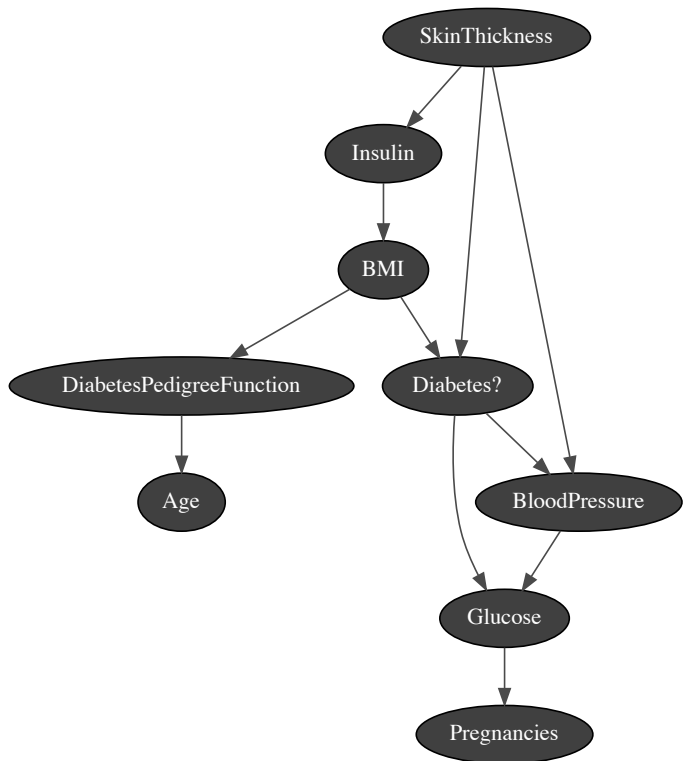 SkinThickness
Insulin
BMI
DiabetesPedigreeFunction
Diabetes?
Age
BloodPressure
Glucose
Pregnancies